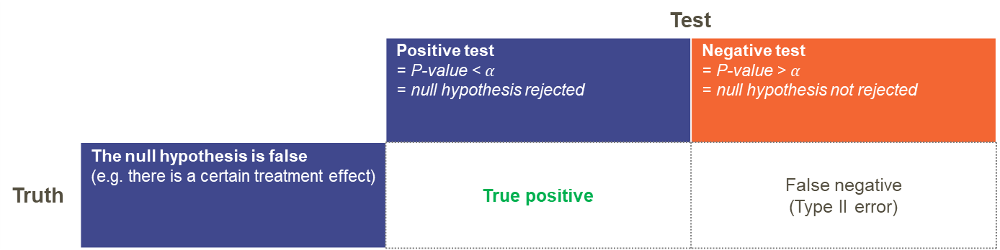 Test
Positive test
= P-value < α
= null hypothesis rejected
Negative test
= P-value > α
= null hypothesis not rejected
The null hypothesis is false
(e.g. there is a certain treatment effect)
Truth
True positive
False negative
(Type II error)